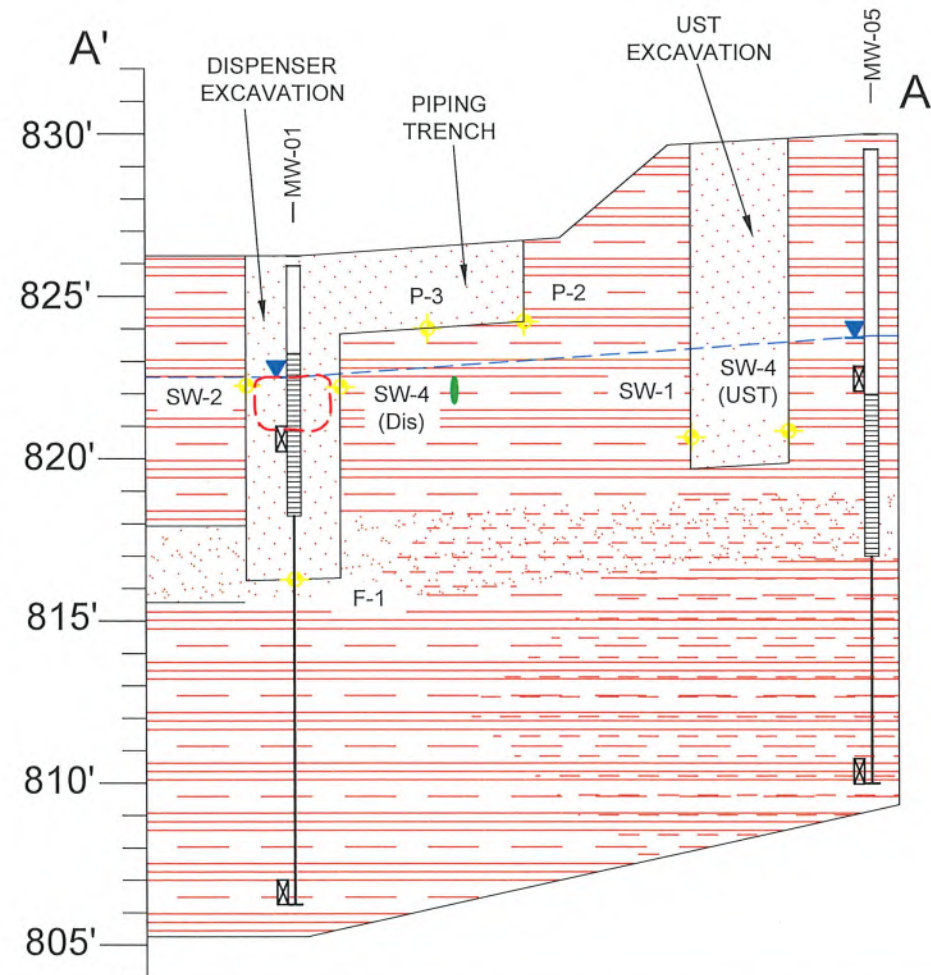 A'
A
DISPENSER
EXCAVATION
— MW-01
PIPING
TRENCH
UST
EXCAVATION
— MW-05
830'
825'
820'
815'
810'
805'
P-3
P-2
SW-2
SW-4
(Dis)
SW-1
SW-4
(UST)
F-1